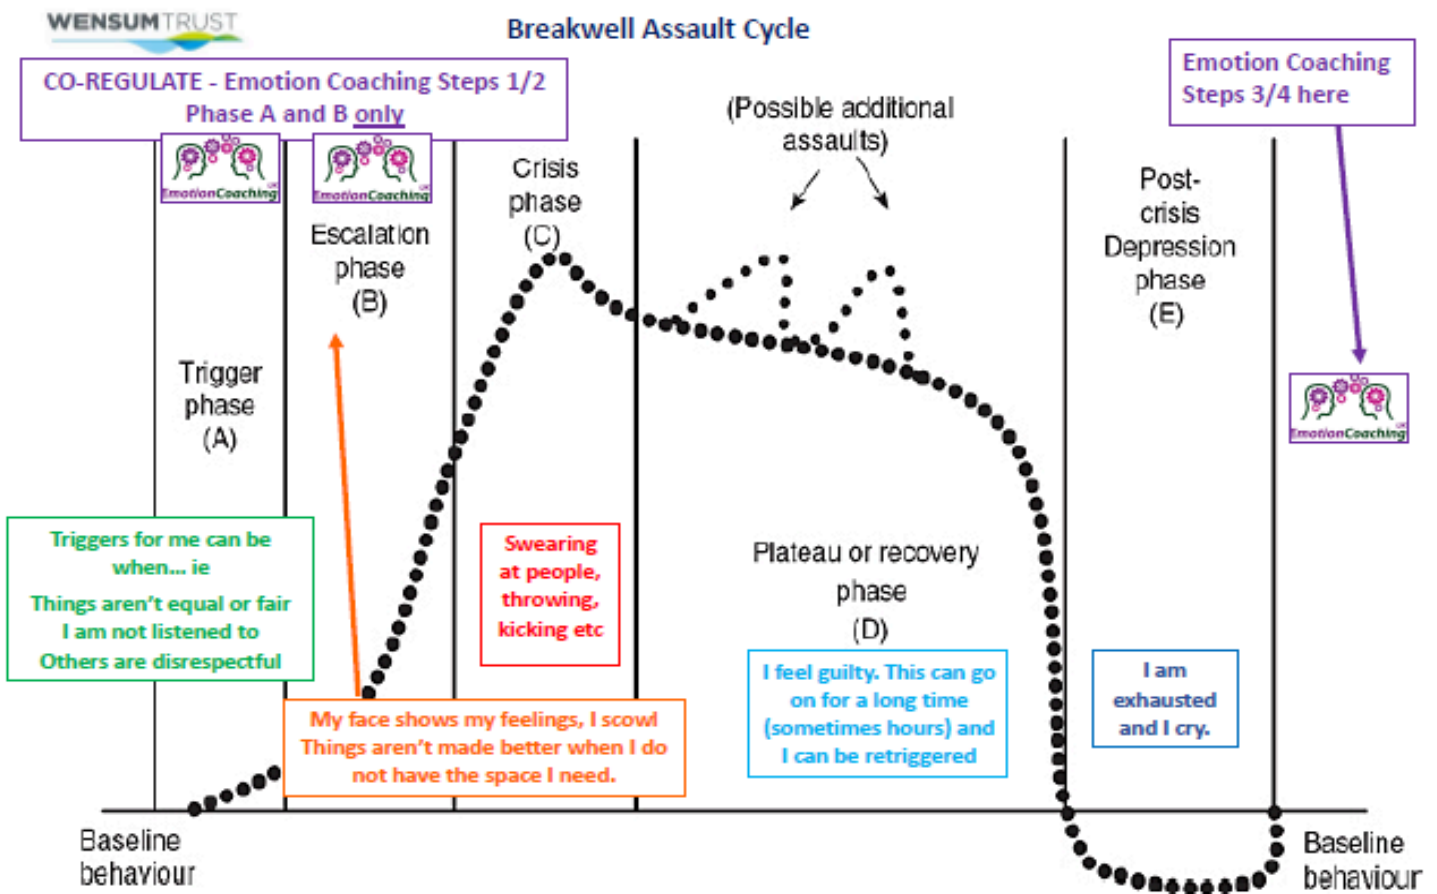 WENSUMTRUST
Breakwell Assault Cycle
CO-REGULATE - Emotion Coaching Steps 1/2
Phase A and B only
Emotion Coaching
Steps 3/4 here
EmotionCoaching
UK
EmotionCoaching
UK
(Possible additional
assaults)
Crisis
phase
(C)
Escalation
phase
(B)
Trigger
phase
(A)
Post-
crisis
Depression
phase
(E)
EmotionCoaching
UK
Triggers for me can be
when... ie
Things aren't equal or fair
I am not listened to
Others are disrespectful
Swearing
at people,
throwing,
kicking etc
Plateau or recovery
phase
(D)
I feel guilty. This can go
on for a long time
(sometimes hours) and
I can be retriggered
I am
exhausted
and I cry.
My face shows my feelings, I scowl
Things aren't made better when I do
not have the space I need.
Baseline
behaviour
Baseline
behaviour